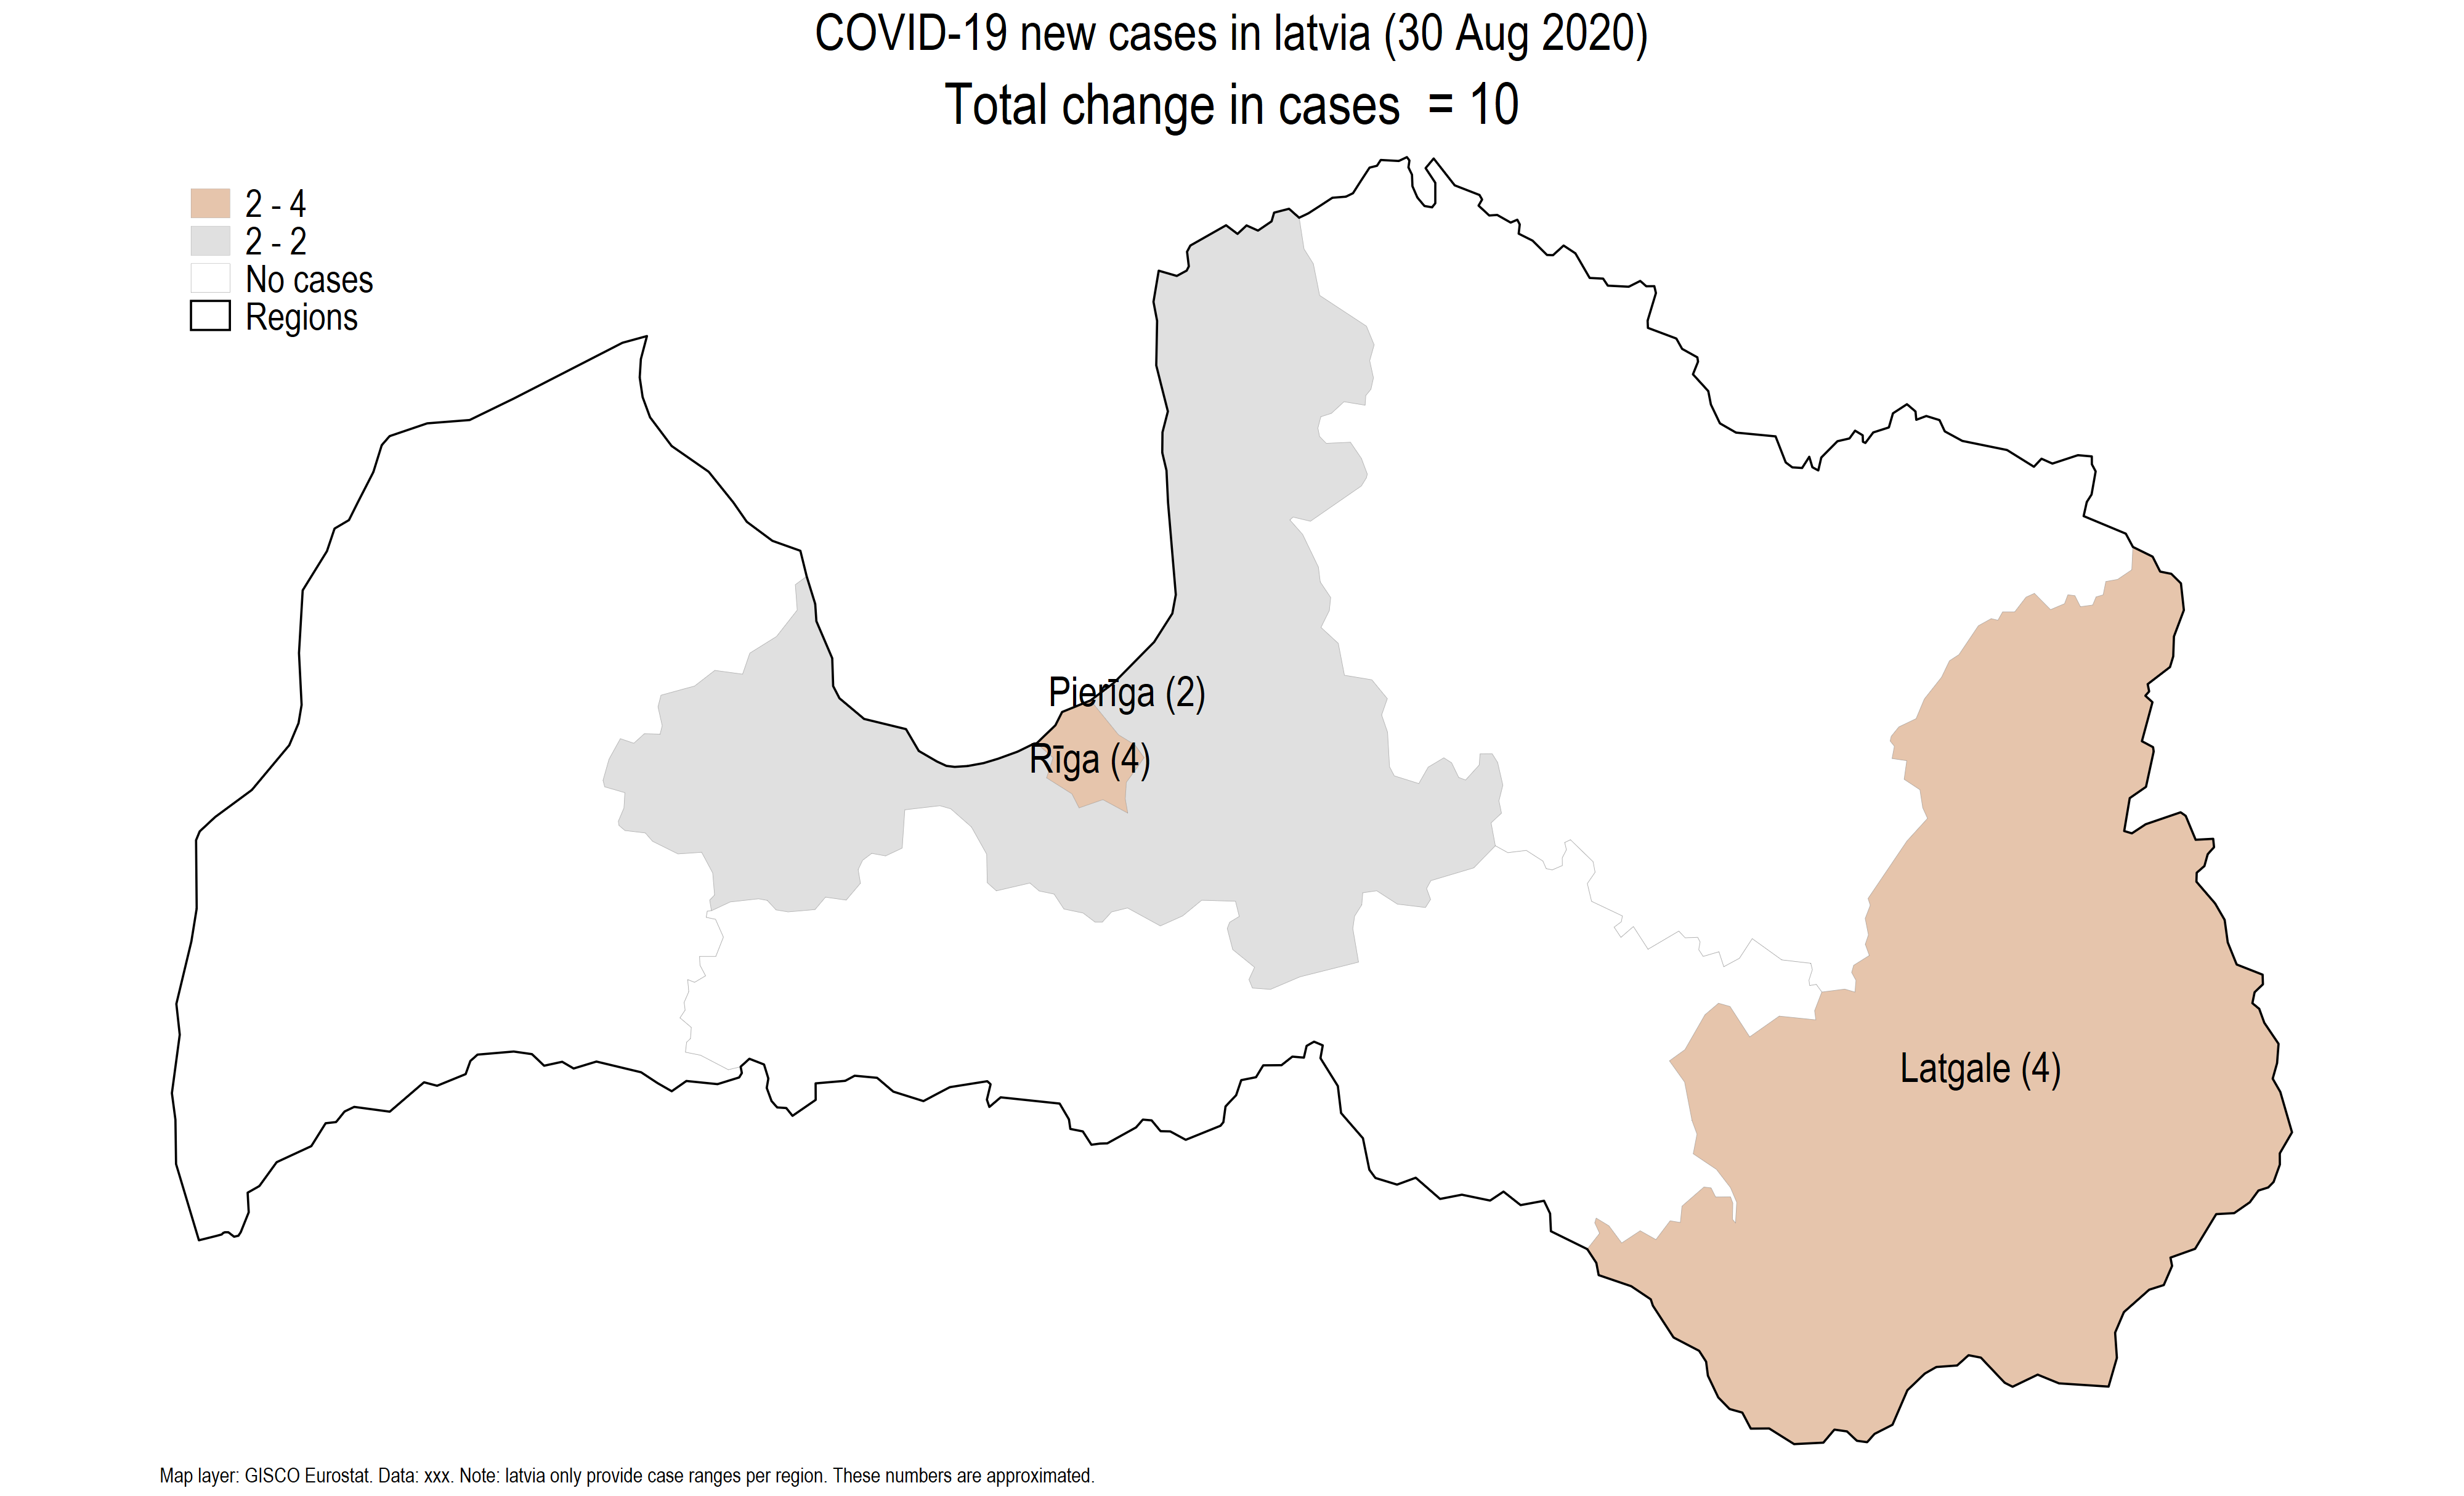 COVID-19 new cases in latvia (30 Aug 2020)
Total change in cases = 10
2 - 4
2 - 2
No cases
Regions
Pierīga (2)
Rīga (4)
Latgale (4)
Map layer: GISCO Eurostat. Data: xxx. Note: latvia only provide case ranges per region. These numbers are approximated.